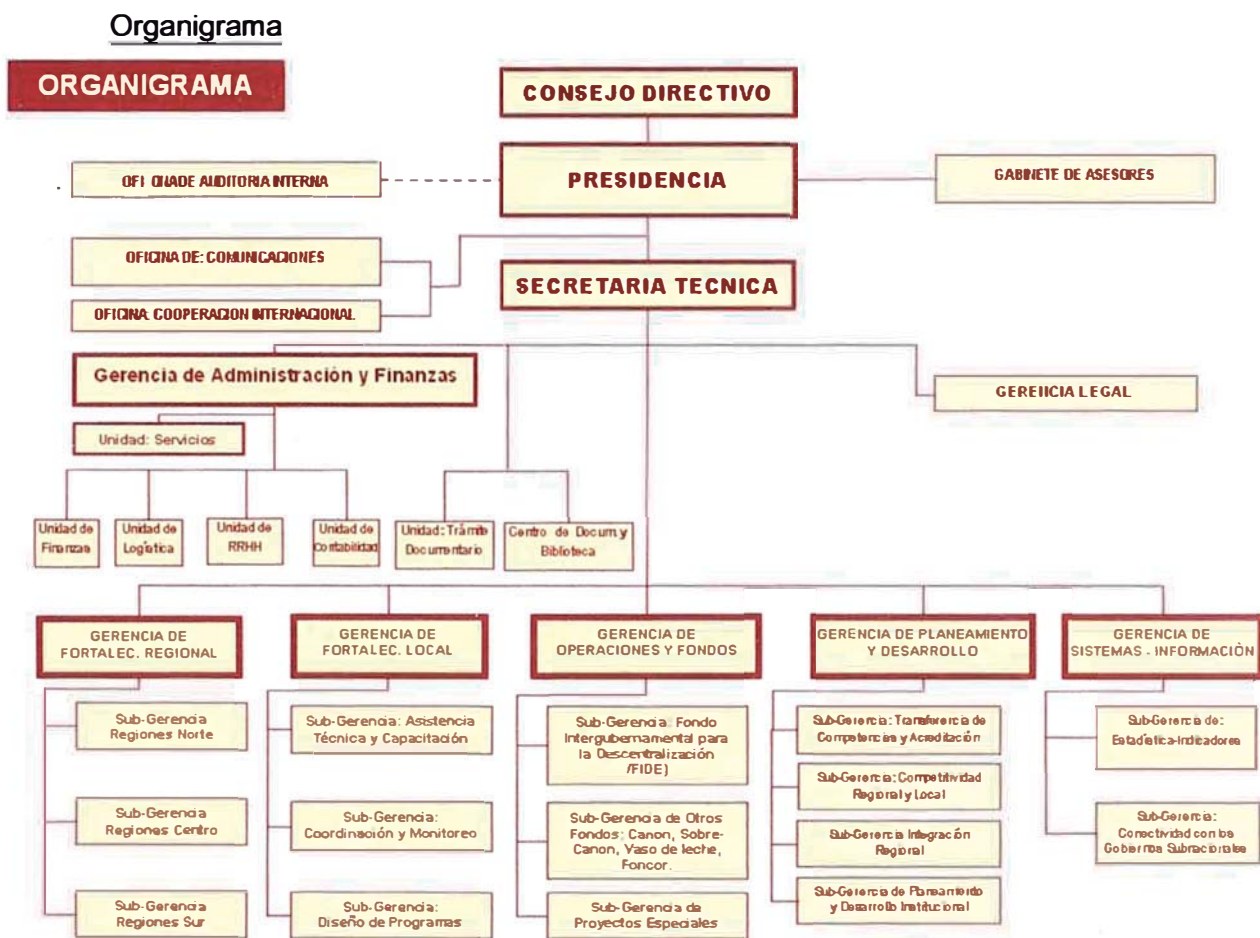 Organigrama
ORGANIGRAMA
CONSEJO DIRECTIVO
OFI CINA DE AUDITORIA INTERNA
PRESIDENCIA
GABINETE DE ASESORES
OFICINA DE: COMUNICACIONES
SECRETARIA TECNICA
OFICINA: COOPERACION INTERNACIONAL
Gerencia de Administración y Finanzas
GERENCIA LEGAL
Unidad: Servicios
Unidad de
Finanzas
Unidad de
Logística
Unidad de
RRHH
Unidad de
Contabilidad
Unidad: Trámite
Documentario
Centro de Docum y
Biblioteca
GERENCIA DE
FORTALEC. REGIONAL
GERENCIA DE
FORTALEC. LOCAL
GERENCIA DE
OPERACIONES Y FONDOS
GERENCIA DE PLANEAMIENTO
Y DESARROLLO
GERENCIA DE
SISTEMAS - INFORMACIÓN
Sub-Gerencia
Regiones Norte
Sub-Gerencia
Regiones Centro
Sub-Gerencia
Regiones Sur
Sub-Gerencia: Asistencia
Técnica y Capacitación
Sub-Gerencia:
Coordinación y Monitoreo
Sub-Gerencia:
Diseño de Programas
Sub-Gerencia: Fondo
Intergubernamental para
la Descentralización
/FIDE)
Sub-Gerencia de Otros
Fondos: Canon, Sobre-
Canon, Vaso de leche,
Foncor.
Sub-Gerencia de
Proyectos Especiales
Sub-Gerencia: Transferencia de
Competencias y Acreditación
Sub-Gerencia: Competitividad
Regional y Local
Sub-Gerencia Integración
Regional
Sub-Gerencia de Planeamiento
y Desarrollo Institucional
Sub-Gerencia de:
Estadística-Indicadores
Sub-Gerencia:
Conectividad con los
Gobiernos Subnacionales